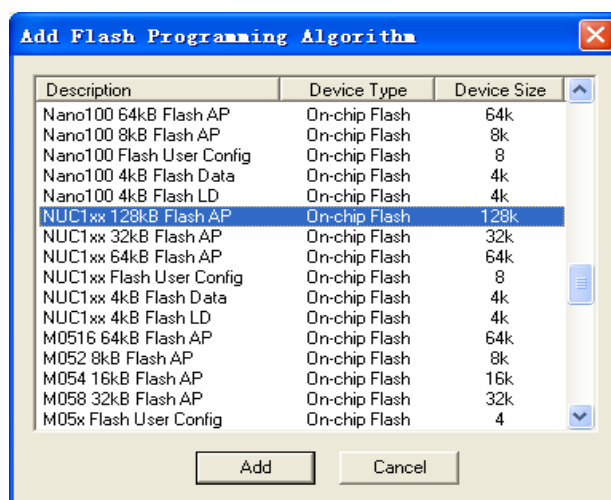 Add Flash Programming Algorithm
Description Device Type Device Size
Nano100 64kB Flash AP On-chip Flash 64k
Nano100 8kB Flash AP On-chip Flash 8k
Nano100 Flash User Config On-chip Flash 8
Nano100 4kB Flash Data On-chip Flash 4k
Nano100 4kB Flash LD On-chip Flash 4k
NUC1xx 128kB Flash AP On-chip Flash 128k
NUC1xx 32kB Flash AP On-chip Flash 32k
NUC1xx 64kB Flash AP On-chip Flash 64k
NUC1xx Flash User Config On-chip Flash 8
NUC1xx 4kB Flash Data On-chip Flash 4k
NUC1xx 4kB Flash LD On-chip Flash 4k
M0516 64kB Flash AP On-chip Flash 64k
M052 8kB Flash AP On-chip Flash 8k
M054 16kB Flash AP On-chip Flash 16k
M058 32kB Flash AP On-chip Flash 32k
M05x Flash User Config On-chip Flash 4
Add Cancel